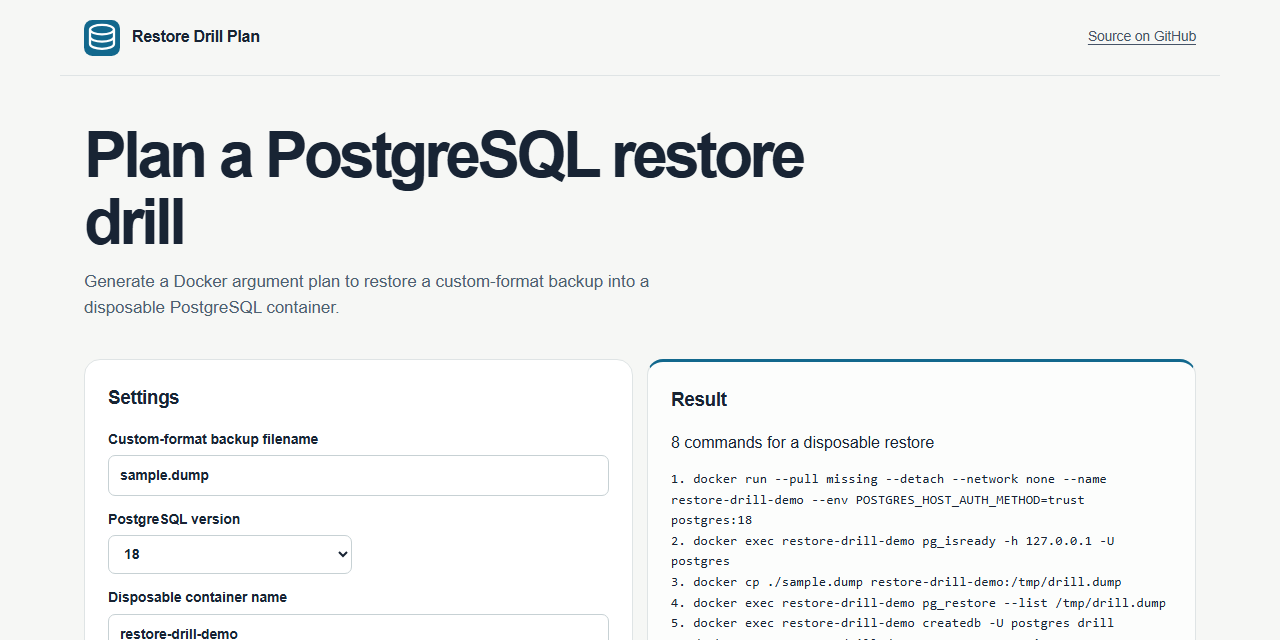 Restore Drill Plan
Source on GitHub
Plan a PostgreSQL restore
drill
Generate a Docker argument plan to restore a custom-format backup into a
disposable PostgreSQL container.
Settings
Custom-format backup filename
sample.dump
PostgreSQL version
18
Disposable container name
restore-drill-demo
Result
8 commands for a disposable restore
1. docker run --pull missing --detach --network none --name
restore-drill-demo --env POSTGRES_HOST_AUTH_METHOD=trust
postgres:18
2. docker exec restore-drill-demo pg_isready -h 127.0.0.1 -U
postgres
3. docker cp ./sample.dump restore-drill-demo:/tmp/drill.dump
4. docker exec restore-drill-demo pg_restore --list /tmp/drill.dump
5. docker exec restore-drill-demo createdb -U postgres drill